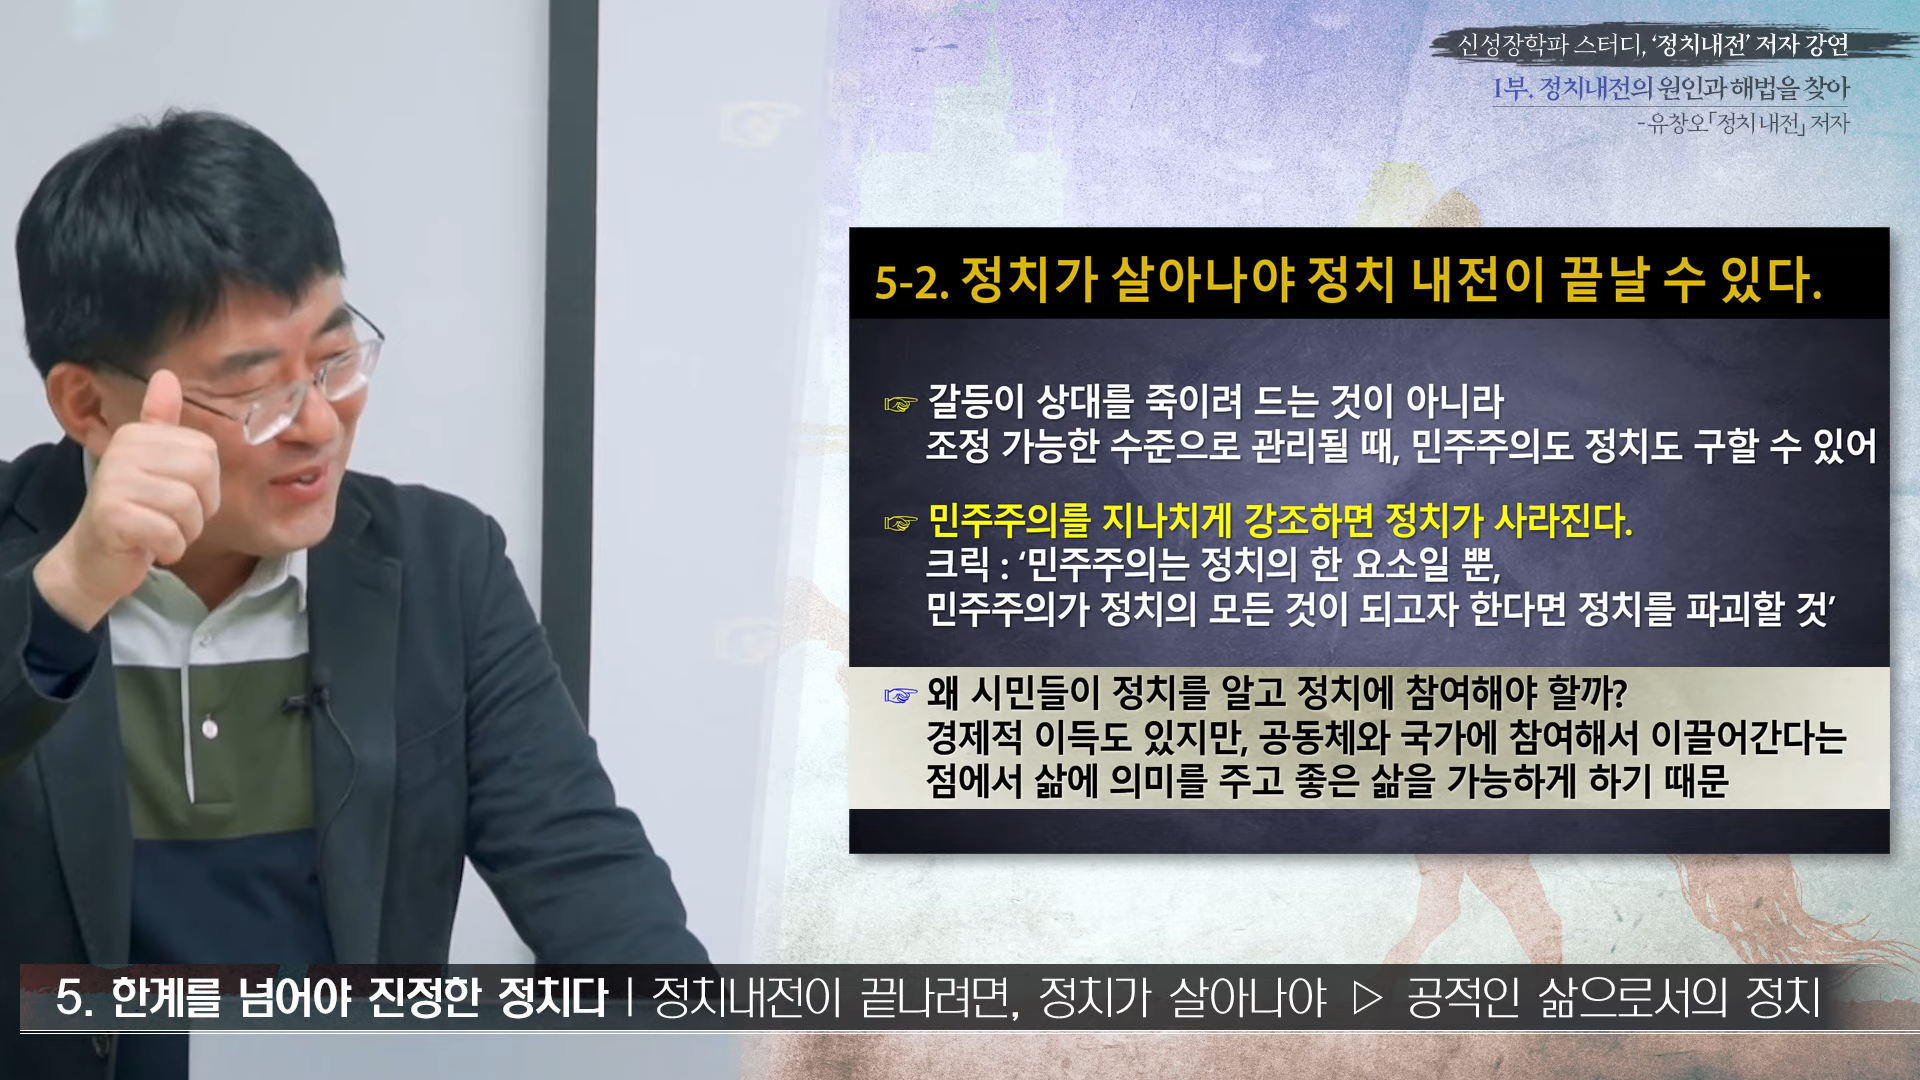 신성장학파 스터디, ‘정치내전’ 저자 강연
1부. 정치내전의 원인과 해법을 찾아
-유창오「정치 내전」 저자
5-2. 정치가 살아나야 정치 내전이 끝날 수 있다.
☞ 갈등이 상대를 죽이려 드는 것이 아니라
조정 가능한 수준으로 관리될 때, 민주주의도 정치도 구할 수 있어
☞ 민주주의를 지나치게 강조하면 정치가 사라진다.
크릭 : ‘민주주의는 정치의 한 요소일 뿐,
민주주의가 정치의 모든 것이 되고자 한다면 정치를 파괴할 것’
☞ 왜 시민들이 정치를 알고 정치에 참여해야 할까?
경제적 이득도 있지만, 공동체와 국가에 참여해서 이끌어간다는
점에서 삶에 의미를 주고 좋은 삶을 가능하게 하기 때문
5. 한계를 넘어야 진정한 정치다 | 정치내전이 끝나려면, 정치가 살아나야 ▷ 공적인 삶으로서의 정치